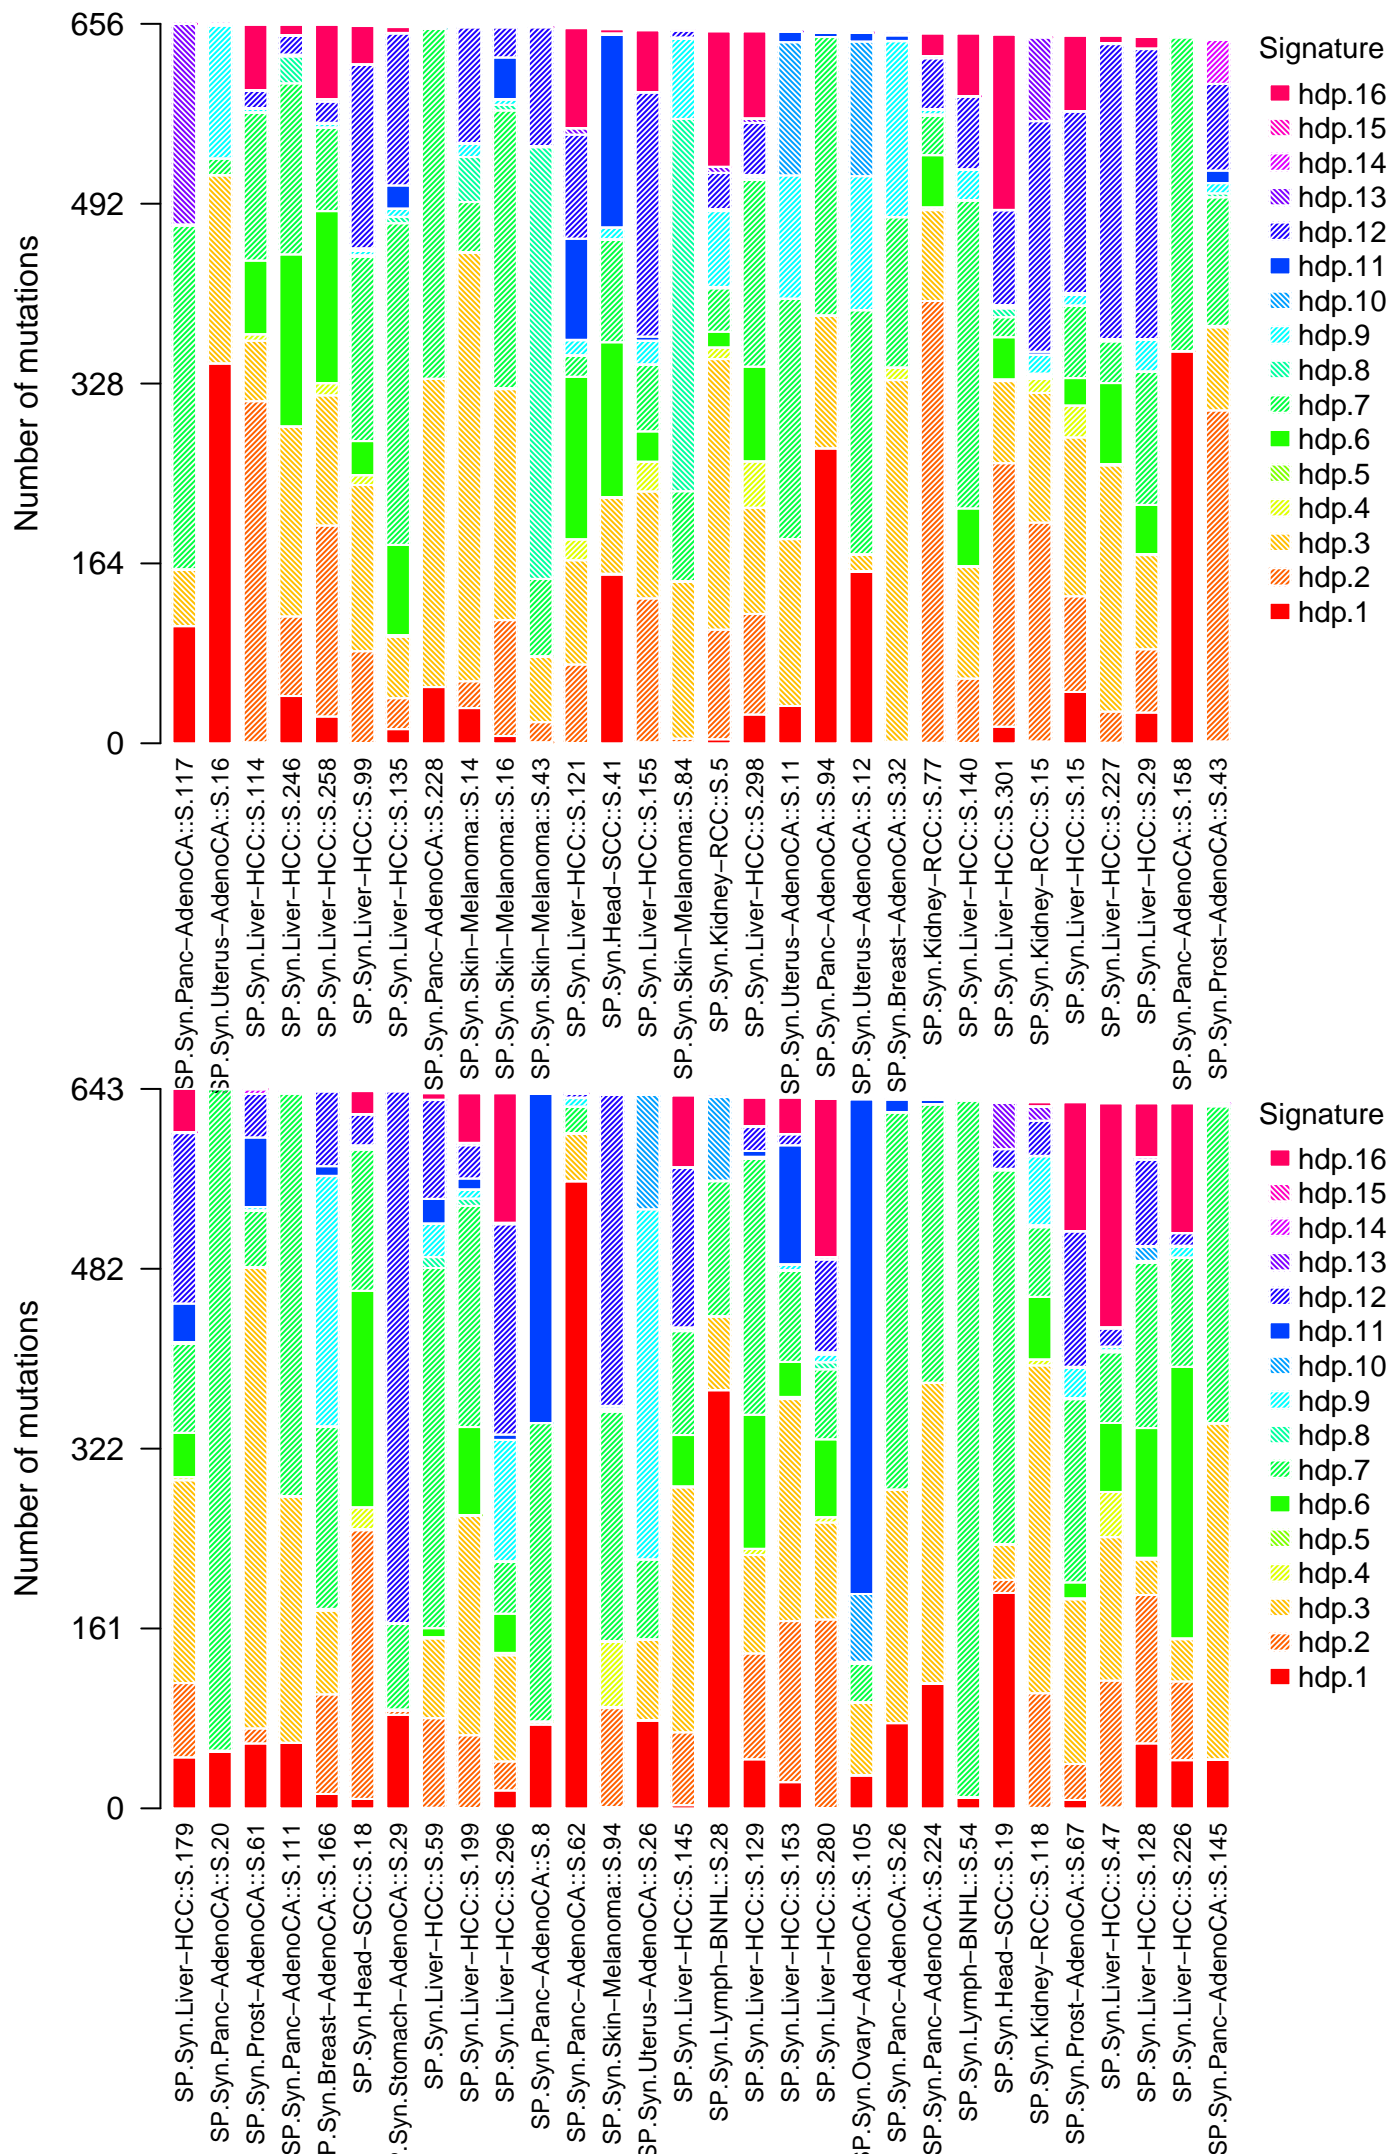 656
492
328
164
0
Number of mutations
Signature
hdp.16
hdp.15
hdp.14
hdp.13
hdp.12
hdp.11
hdp.10
hdp.9
hdp.8
hdp.7
hdp.6
hdp.5
hdp.4
hdp.3
hdp.2
hdp.1
SP.Syn.Panc−AdenoCA::S.117
SP.Syn.Uterus−AdenoCA::S.16
SP.Syn.Liver−HCC::S.114
SP.Syn.Liver−HCC::S.246
SP.Syn.Liver−HCC::S.258
SP.Syn.Liver−HCC::S.99
SP.Syn.Liver−HCC::S.135
SP.Syn.Panc−AdenoCA::S.228
SP.Syn.Skin−Melanoma::S.14
SP.Syn.Skin−Melanoma::S.16
SP.Syn.Skin−Melanoma::S.43
SP.Syn.Liver−HCC::S.121
SP.Syn.Head−SCC::S.41
SP.Syn.Liver−HCC::S.155
SP.Syn.Skin−Melanoma::S.84
SP.Syn.Kidney−RCC::S.5
SP.Syn.Liver−HCC::S.298
SP.Syn.Uterus−AdenoCA::S.11
SP.Syn.Panc−AdenoCA::S.94
SP.Syn.Uterus−AdenoCA::S.12
SP.Syn.Breast−AdenoCA::S.32
SP.Syn.Kidney−RCC::S.77
SP.Syn.Liver−HCC::S.140
SP.Syn.Liver−HCC::S.301
SP.Syn.Kidney−RCC::S.15
SP.Syn.Liver−HCC::S.15
SP.Syn.Liver−HCC::S.227
SP.Syn.Liver−HCC::S.29
SP.Syn.Panc−AdenoCA::S.158
SP.Syn.Prost−AdenoCA::S.43
643
482
322
161
0
Number of mutations
Signature
hdp.16
hdp.15
hdp.14
hdp.13
hdp.12
hdp.11
hdp.10
hdp.9
hdp.8
hdp.7
hdp.6
hdp.5
hdp.4
hdp.3
hdp.2
hdp.1
SP.Syn.Liver−HCC::S.179
SP.Syn.Panc−AdenoCA::S.20
SP.Syn.Prost−AdenoCA::S.61
SP.Syn.Panc−AdenoCA::S.111
P.Syn.Breast−AdenoCA::S.166
SP.Syn.Head−SCC::S.18
.Syn.Stomach−AdenoCA::S.29
SP.Syn.Liver−HCC::S.59
SP.Syn.Liver−HCC::S.199
SP.Syn.Liver−HCC::S.296
SP.Syn.Panc−AdenoCA::S.8
SP.Syn.Panc−AdenoCA::S.62
SP.Syn.Skin−Melanoma::S.94
SP.Syn.Uterus−AdenoCA::S.26
SP.Syn.Liver−HCC::S.145
SP.Syn.Lymph−BNHL::S.28
SP.Syn.Liver−HCC::S.129
SP.Syn.Liver−HCC::S.153
SP.Syn.Liver−HCC::S.280
SP.Syn.Ovary−AdenoCA::S.105
SP.Syn.Panc−AdenoCA::S.26
SP.Syn.Panc−AdenoCA::S.224
SP.Syn.Lymph−BNHL::S.54
SP.Syn.Head−SCC::S.19
SP.Syn.Kidney−RCC::S.118
SP.Syn.Prost−AdenoCA::S.67
SP.Syn.Liver−HCC::S.47
SP.Syn.Liver−HCC::S.128
SP.Syn.Liver−HCC::S.226
SP.Syn.Panc−AdenoCA::S.145